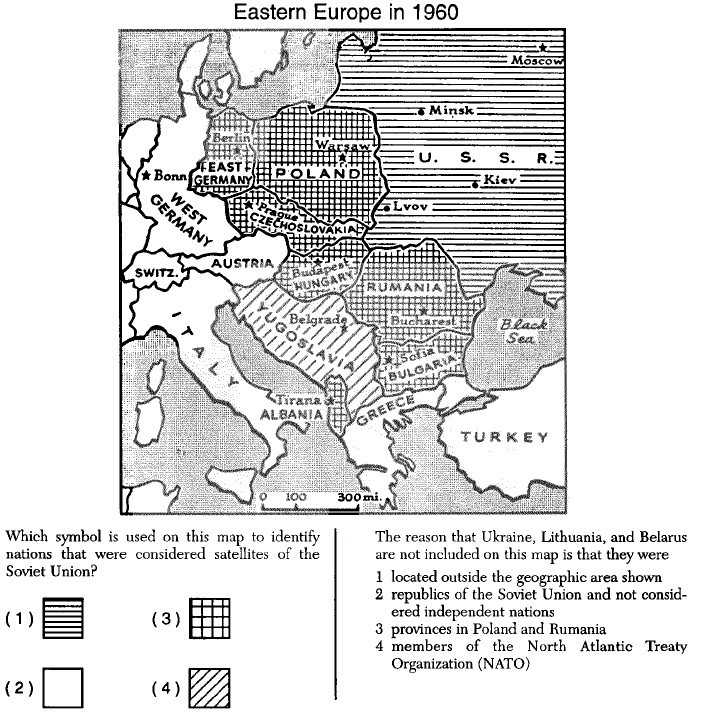 Eastern Europe in 1960
Moscow
Minsk
Berlin
Warsaw
U. S. S. R.
EAST
GERMANY
POLAND
Bonn
Kiev
WEST
GERMANY
Prague
CZECHOSLOVAKIA
Lvov
SWITZ.
AUSTRIA
Budapest
HUNGARY
RUMANIA
ITALY
YUGOSLAVIA
Belgrade
Bucharest
Black
Sea
Sofia
BULGARIA
Tirana
ALBANIA
GREECE
TURKEY
0 100 300 mi.
Which symbol is used on this map to identify
nations that were considered satellites of the
Soviet Union?
(1)
(3)
(2)
(4)
The reason that Ukraine, Lithuania, and Belarus
are not included on this map is that they were
1 located outside the geographic area shown
2 republics of the Soviet Union and not consid-
ered independent nations
3 provinces in Poland and Rumania
4 members of the North Atlantic Treaty
Organization (NATO)